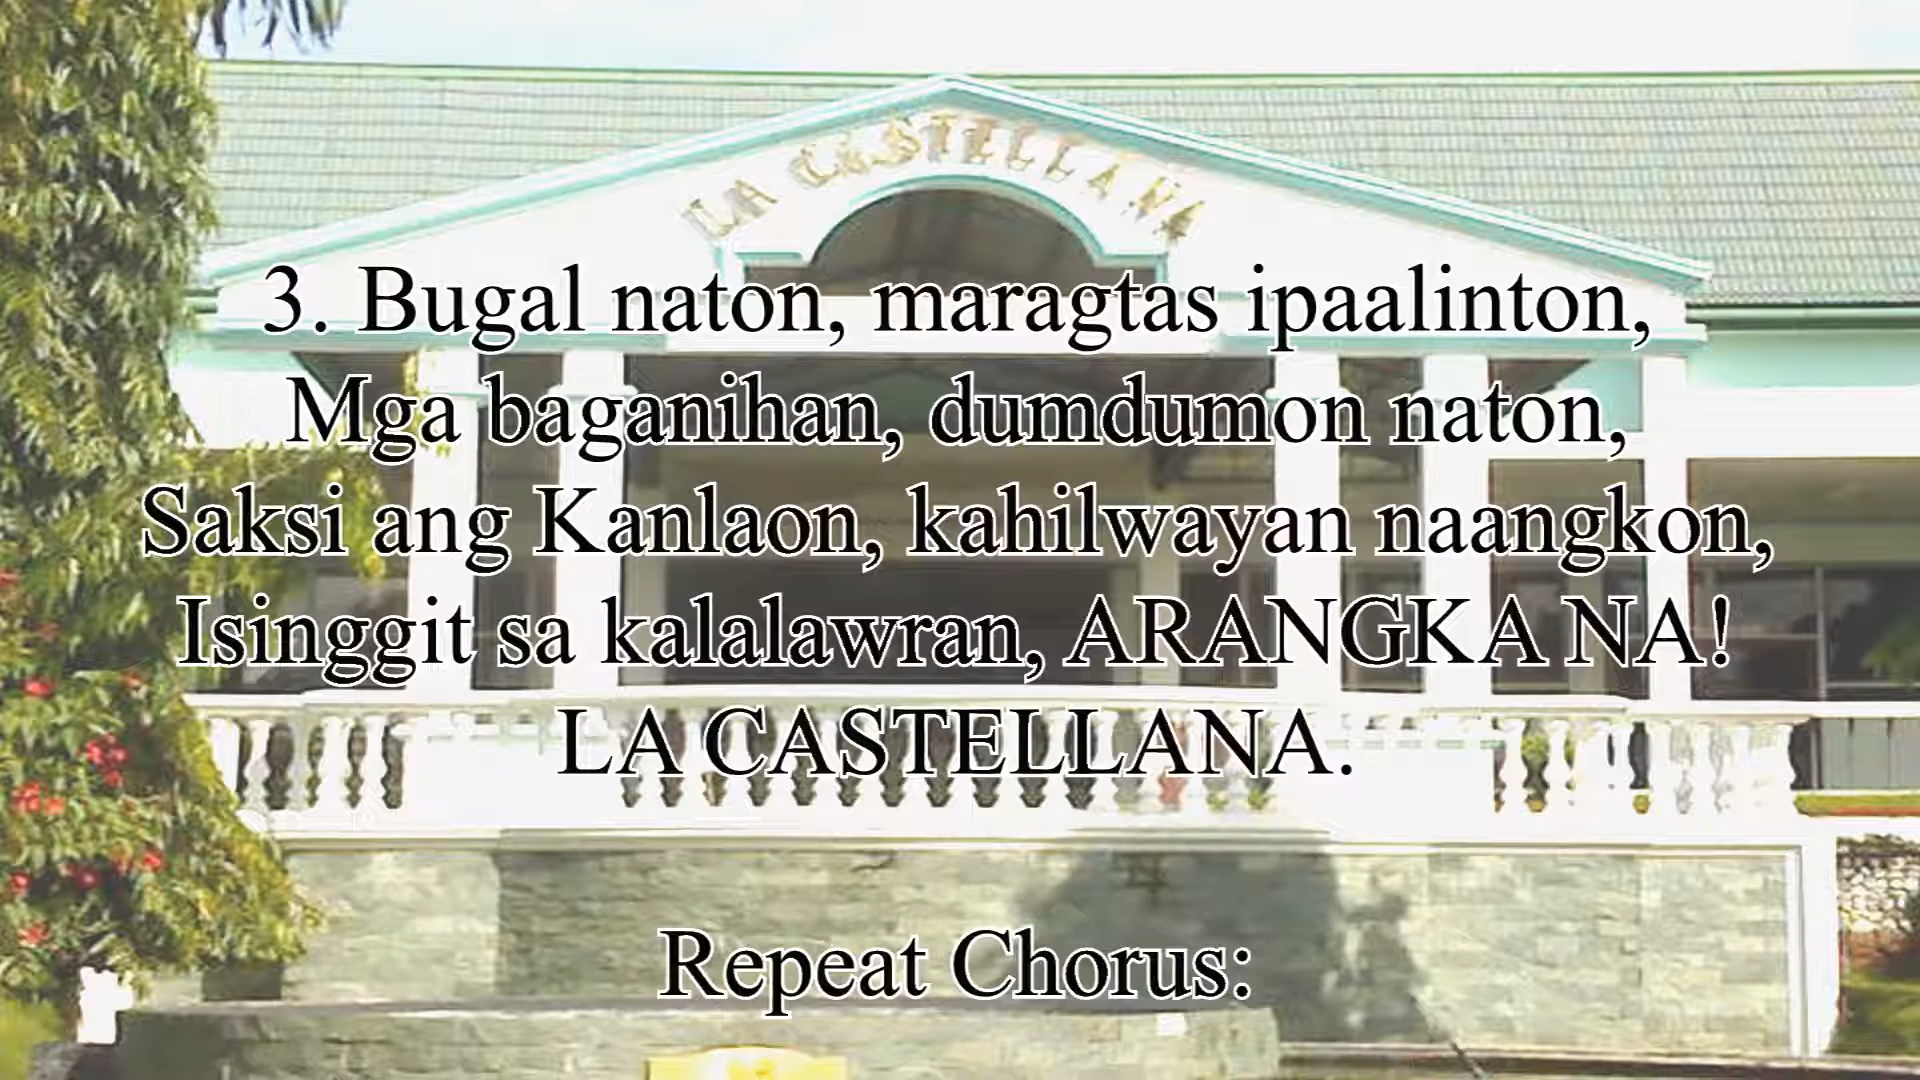 LA CASTELLANA
3. Bugal naton, maragtas ipaalinton,
Mga baganihan, dumdumon naton,
Saksi ang Kanlaon, kahilwayan naangkon,
Isinggit sa kalalawran, ARANGKA NA!
LA CASTELLANA.
Repeat Chorus: